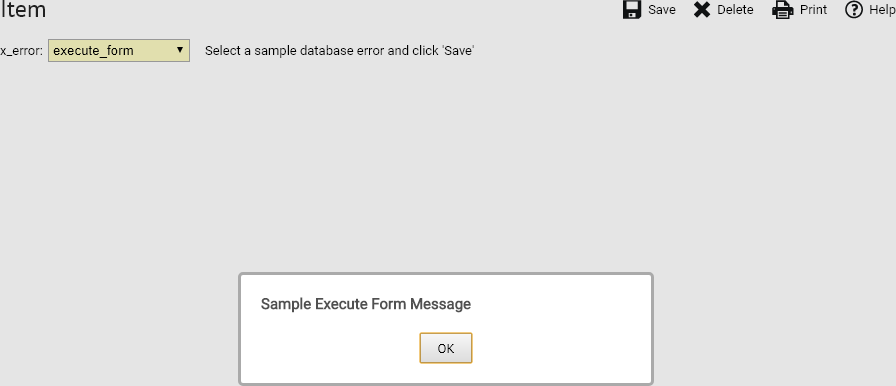 Item
Save Delete Print Help
x_error: execute_form Select a sample database error and click 'Save'
Sample Execute Form Message
OK